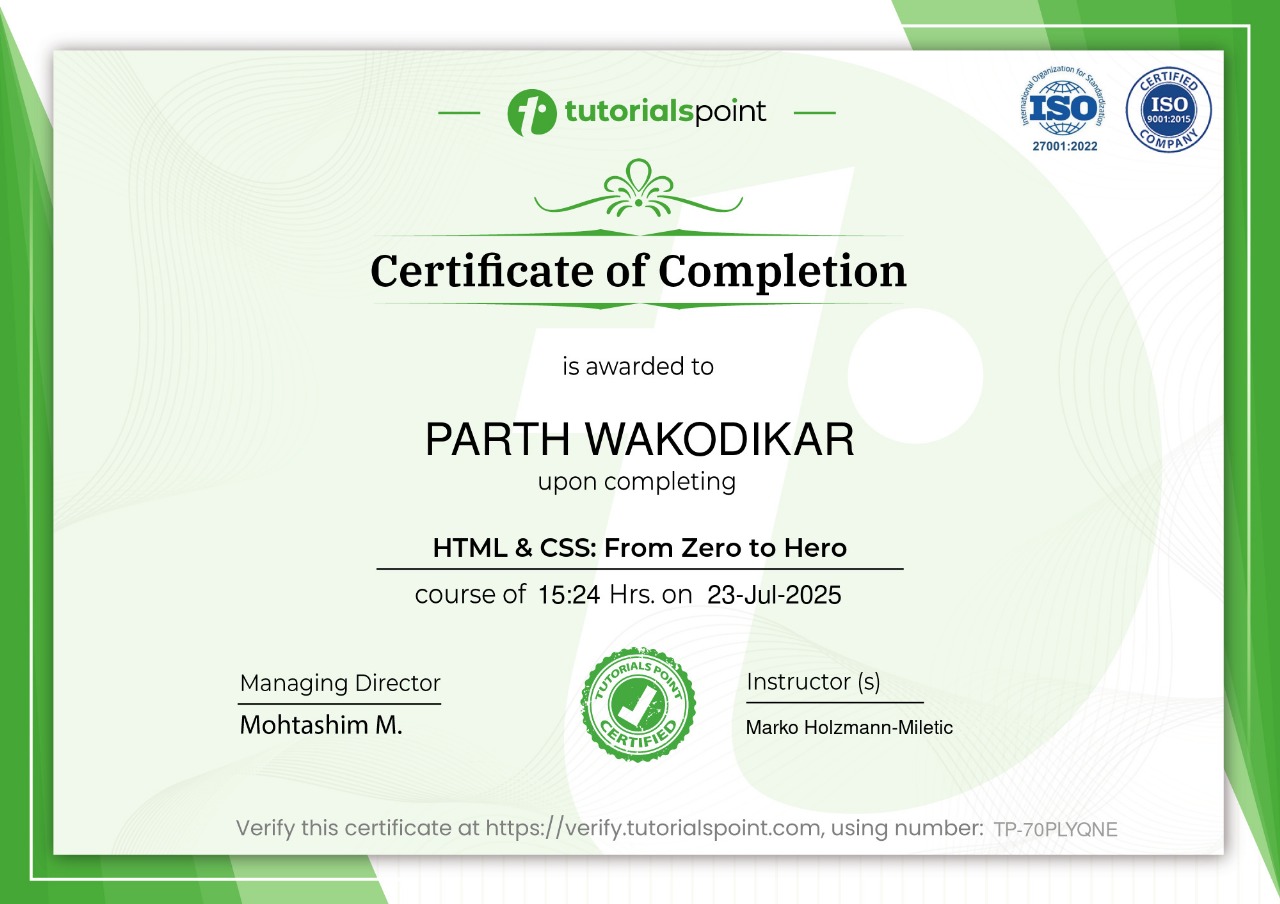 tutorialspoint
International Organization for Standardization
ISO
27001:2022
CERTIFIED
ISO
9001:2015
COMPANY
Certificate of Completion
is awarded to
PARTH WAKODIKAR
upon completing
HTML & CSS: From Zero to Hero
course of 15:24 Hrs. on 23-Jul-2025
Managing Director
Mohtashim M.
TUTORIALS POINT
CERTIFIED
Instructor (s)
Marko Holzmann-Miletic
Verify this certificate at https://verify.tutorialspoint.com, using number: TP-70PLYQNE